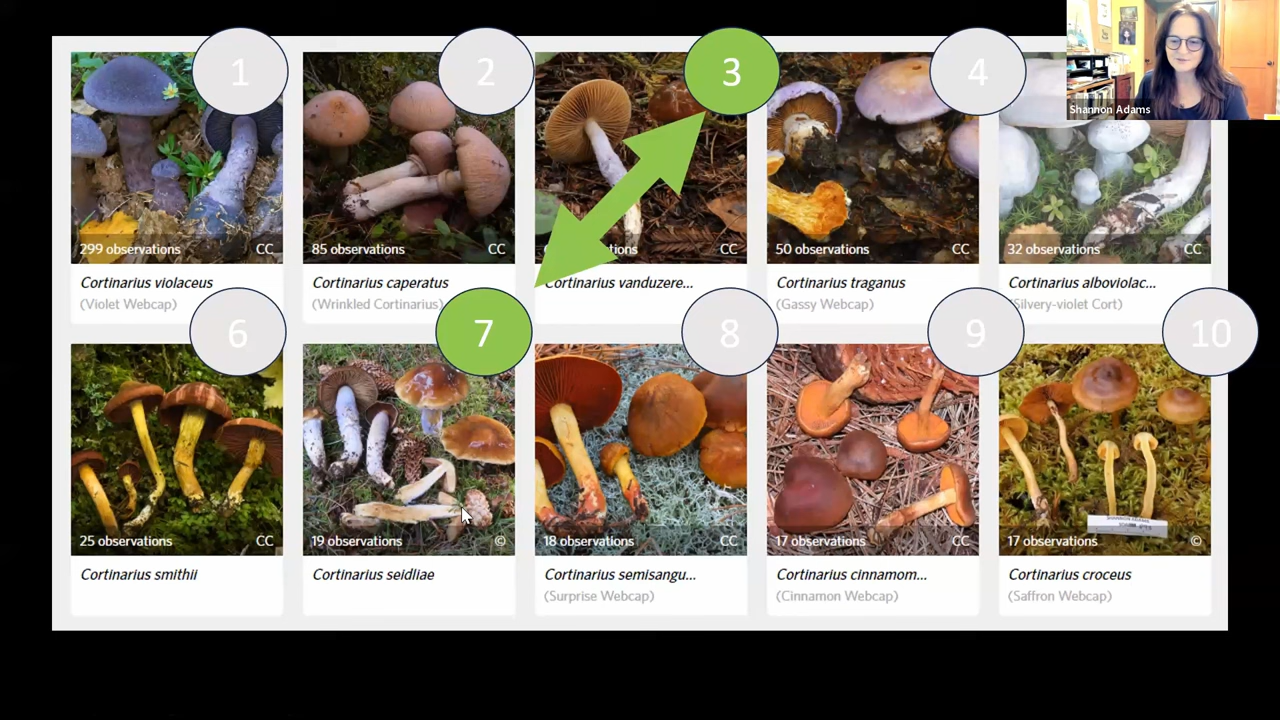 1
2
3
4
Shannon Adams
299 observations CC
85 observations CC
CC
50 observations CC
32 observations CC
Cortinarius violaceus
Cortinarius caperatus
Cortinarius vanduzere...
Cortinarius traganus
Cortinarius alboviolac...
(Violet Webcap)
(Wrinkled Cortinarius)
(Gassy Webcap)
(Silvery-violet Cort)
6
7
8
9
10
25 observations CC
19 observations ©
18 observations CC
17 observations CC
17 observations ©
Cortinarius smithii
Cortinarius seidliae
Cortinarius semisangu...
Cortinarius cinnamom...
Cortinarius croceus
(Surprise Webcap)
(Cinnamon Webcap)
(Saffron Webcap)